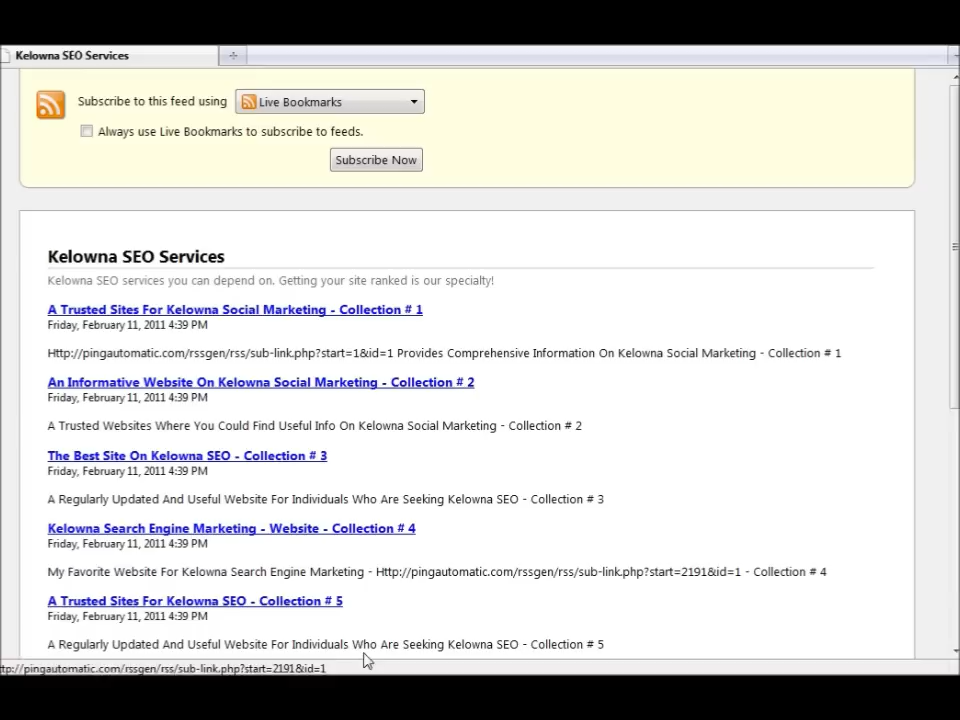 Kelowna SEO Services
Subscribe to this feed using Live Bookmarks
Always use Live Bookmarks to subscribe to feeds.
Subscribe Now
Kelowna SEO Services
Kelowna SEO services you can depend on. Getting your site ranked is our specialty!
A Trusted Sites For Kelowna Social Marketing - Collection # 1
Friday, February 11, 2011 4:39 PM
Http://pingautomatic.com/rssgen/rss/sub-link.php?start=1&id=1 Provides Comprehensive Information On Kelowna Social Marketing - Collection # 1
An Informative Website On Kelowna Social Marketing - Collection # 2
Friday, February 11, 2011 4:39 PM
A Trusted Websites Where You Could Find Useful Info On Kelowna Social Marketing - Collection # 2
The Best Site On Kelowna SEO - Collection # 3
Friday, February 11, 2011 4:39 PM
A Regularly Updated And Useful Website For Individuals Who Are Seeking Kelowna SEO - Collection # 3
Kelowna Search Engine Marketing - Website - Collection # 4
Friday, February 11, 2011 4:39 PM
My Favorite Website For Kelowna Search Engine Marketing - Http://pingautomatic.com/rssgen/rss/sub-link.php?start=2191&id=1 - Collection # 4
A Trusted Sites For Kelowna SEO - Collection # 5
Friday, February 11, 2011 4:39 PM
A Regularly Updated And Useful Website For Individuals Who Are Seeking Kelowna SEO - Collection # 5
ttp://pingautomatic.com/rssgen/rss/sub-link.php?start=2191&id=1